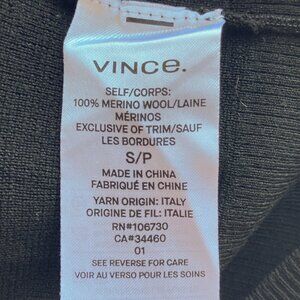 VINCE.
SELF/CORPS:
100% MERINO WOOL/LAINE
MÉRINOS
EXCLUSIVE OF TRIM/SAUF
LES BORDURES
S/P
MADE IN CHINA
FABRIQUÉ EN CHINE
YARN ORIGIN: ITALY
ORIGINE DE FIL: ITALIE
RN#106730
CA#34460
01
SEE REVERSE FOR CARE
VOIR AU VERSO POUR LES SOINS